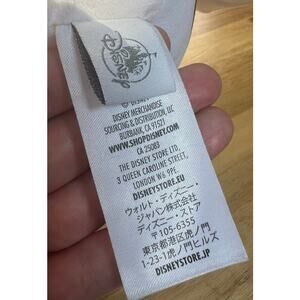 Disney
© DISNEY
DISNEY MERCHANDISE
SOURCING & DISTRIBUTION, LLC
BURBANK, CA 91521
WWW.SHOPDISNEY.COM
CA 25083
THE DISNEY STORE LTD,
3 QUEEN CAROLINE STREET,
LONDON W6 9PE.
DISNEYSTORE.EU
ウォルト・ディズニー・
ジャパン株式会社
ディズニー・ストア
〒105-6355
東京都港区虎ノ門
1-23-1虎ノ門ヒルズ
DISNEYSTORE.JP